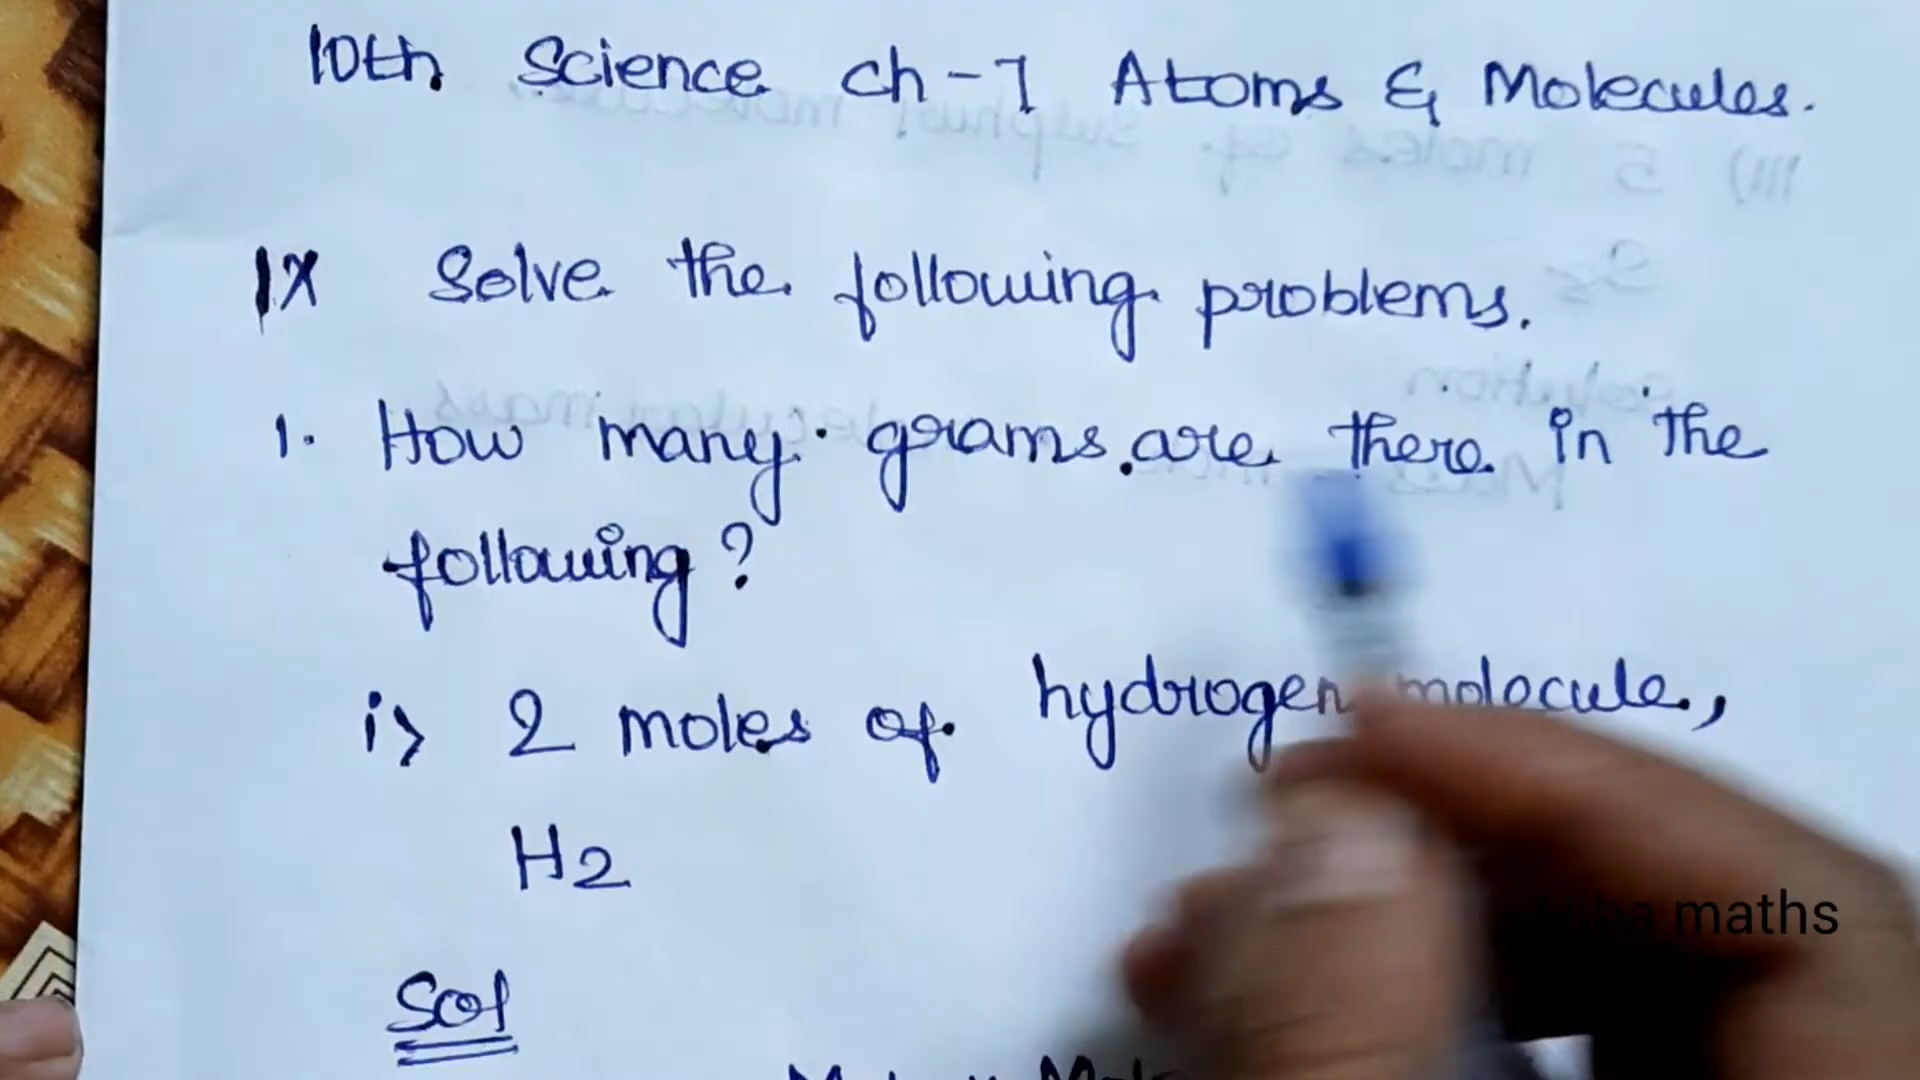 10th Science ch-7 Atoms & Molecules.
IX Solve the following problems.
1. How many grams are there in the
following?
i> 2 moles of hydrogen molecule,
H2
maths
Sol